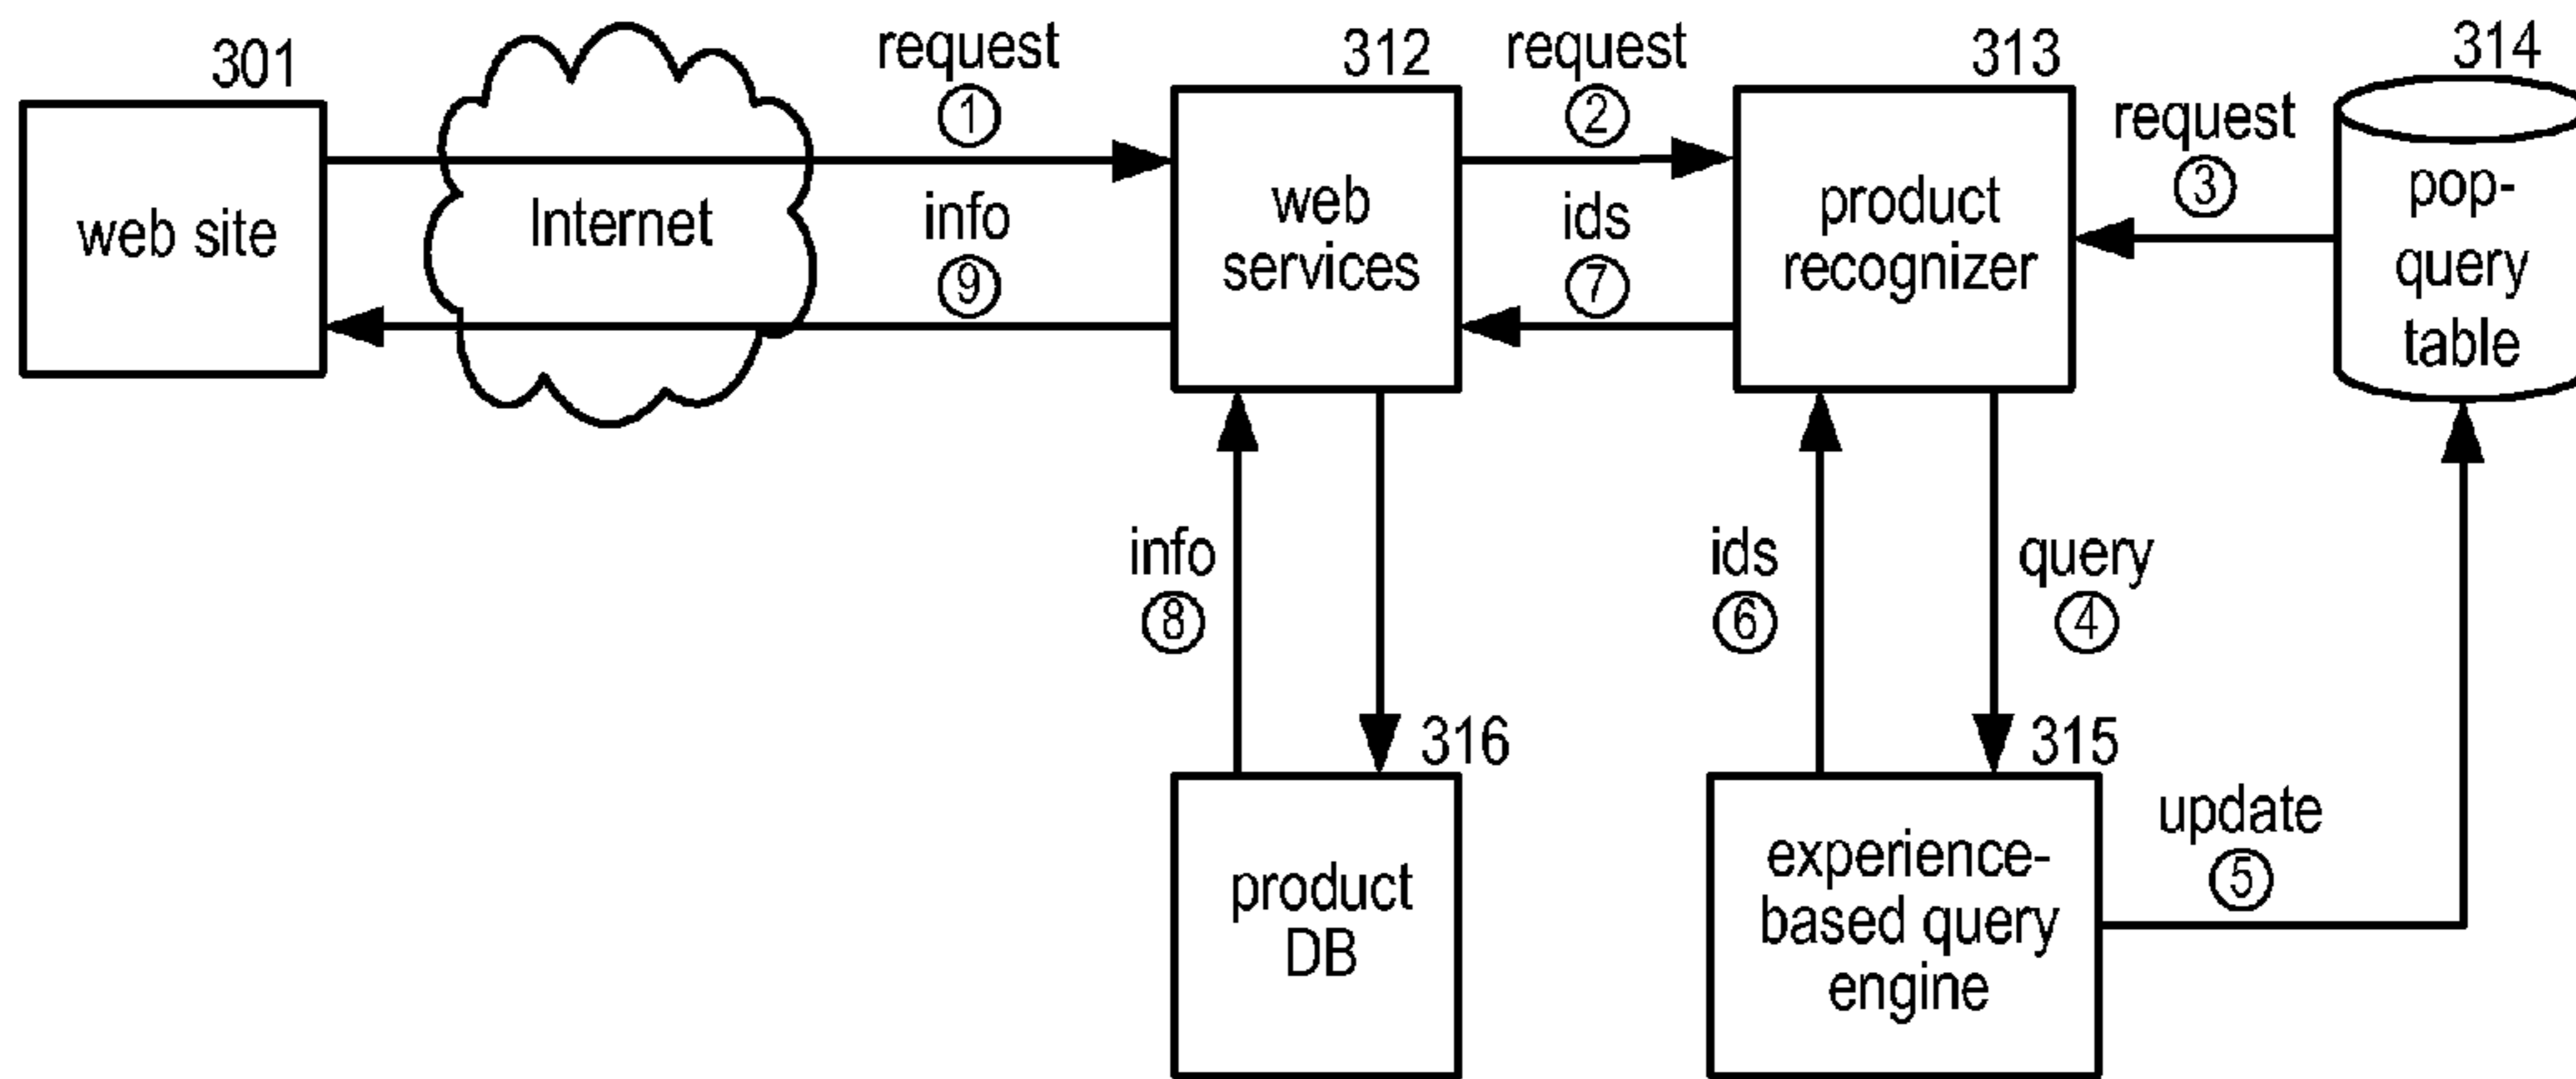 301
web site
Internet
request
1
info
9
312
web
services
request
2
ids
7
313
product
recognizer
request
3
314
pop-
query
table
info
8
316
product
DB
ids
6
query
4
315
experience-
based query
engine
update
5